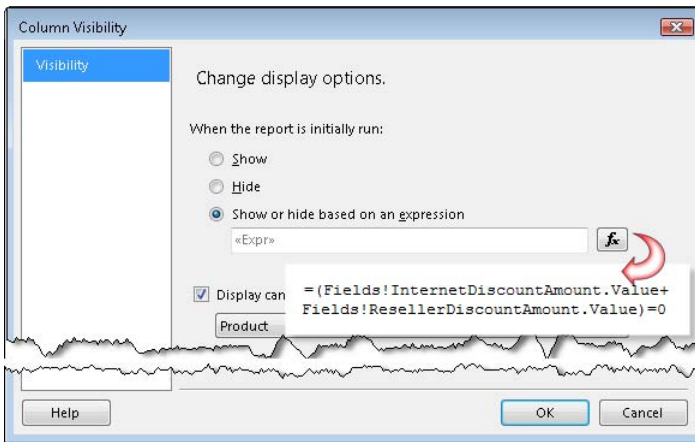 Column Visibility
Visibility
Change display options.
When the report is initially run:
Show
Hide
Show or hide based on an expression
«Expr»
fx
=(Fields!InternetDiscountAmount.Value+
Fields!ResellerDiscountAmount.Value)=0
Display can
Product
Help
OK
Cancel